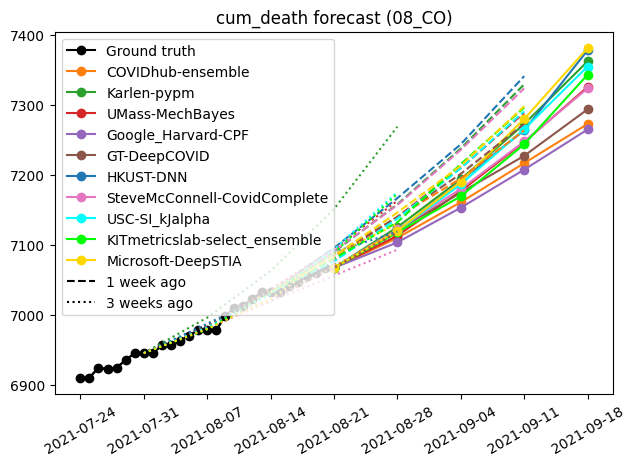 cum_death forecast (08_CO)
7400
7300
7200
7100
7000
6900
Ground truth
COVIDhub-ensemble
Karlen-pypm
UMass-MechBayes
Google_Harvard-CPF
GT-DeepCOVID
HKUST-DNN
SteveMcConnell-CovidComplete
USC-SI_kJalpha
KITmetricslab-select_ensemble
Microsoft-DeepSTIA
1 week ago
3 weeks ago
2021-07-24
2021-07-31
2021-08-07
2021-08-14
2021-08-21
2021-08-28
2021-09-04
2021-09-11
2021-09-18